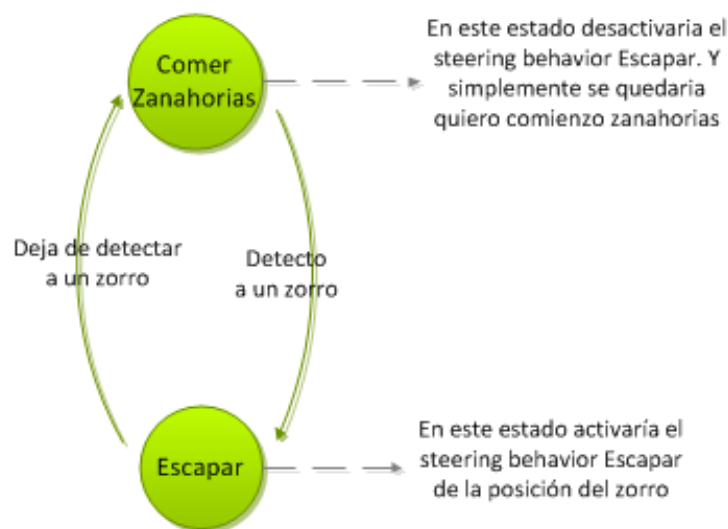 Comer
Zanahorias
En este estado desactivaria el
steering behavior Escapar. Y
simplemente se quedaria
quiero comienzo zanahorias
Deja de detectar
a un zorro
Detecto
a un zorro
Escapar
En este estado activaría el
steering behavior Escapar
de la posición del zorro